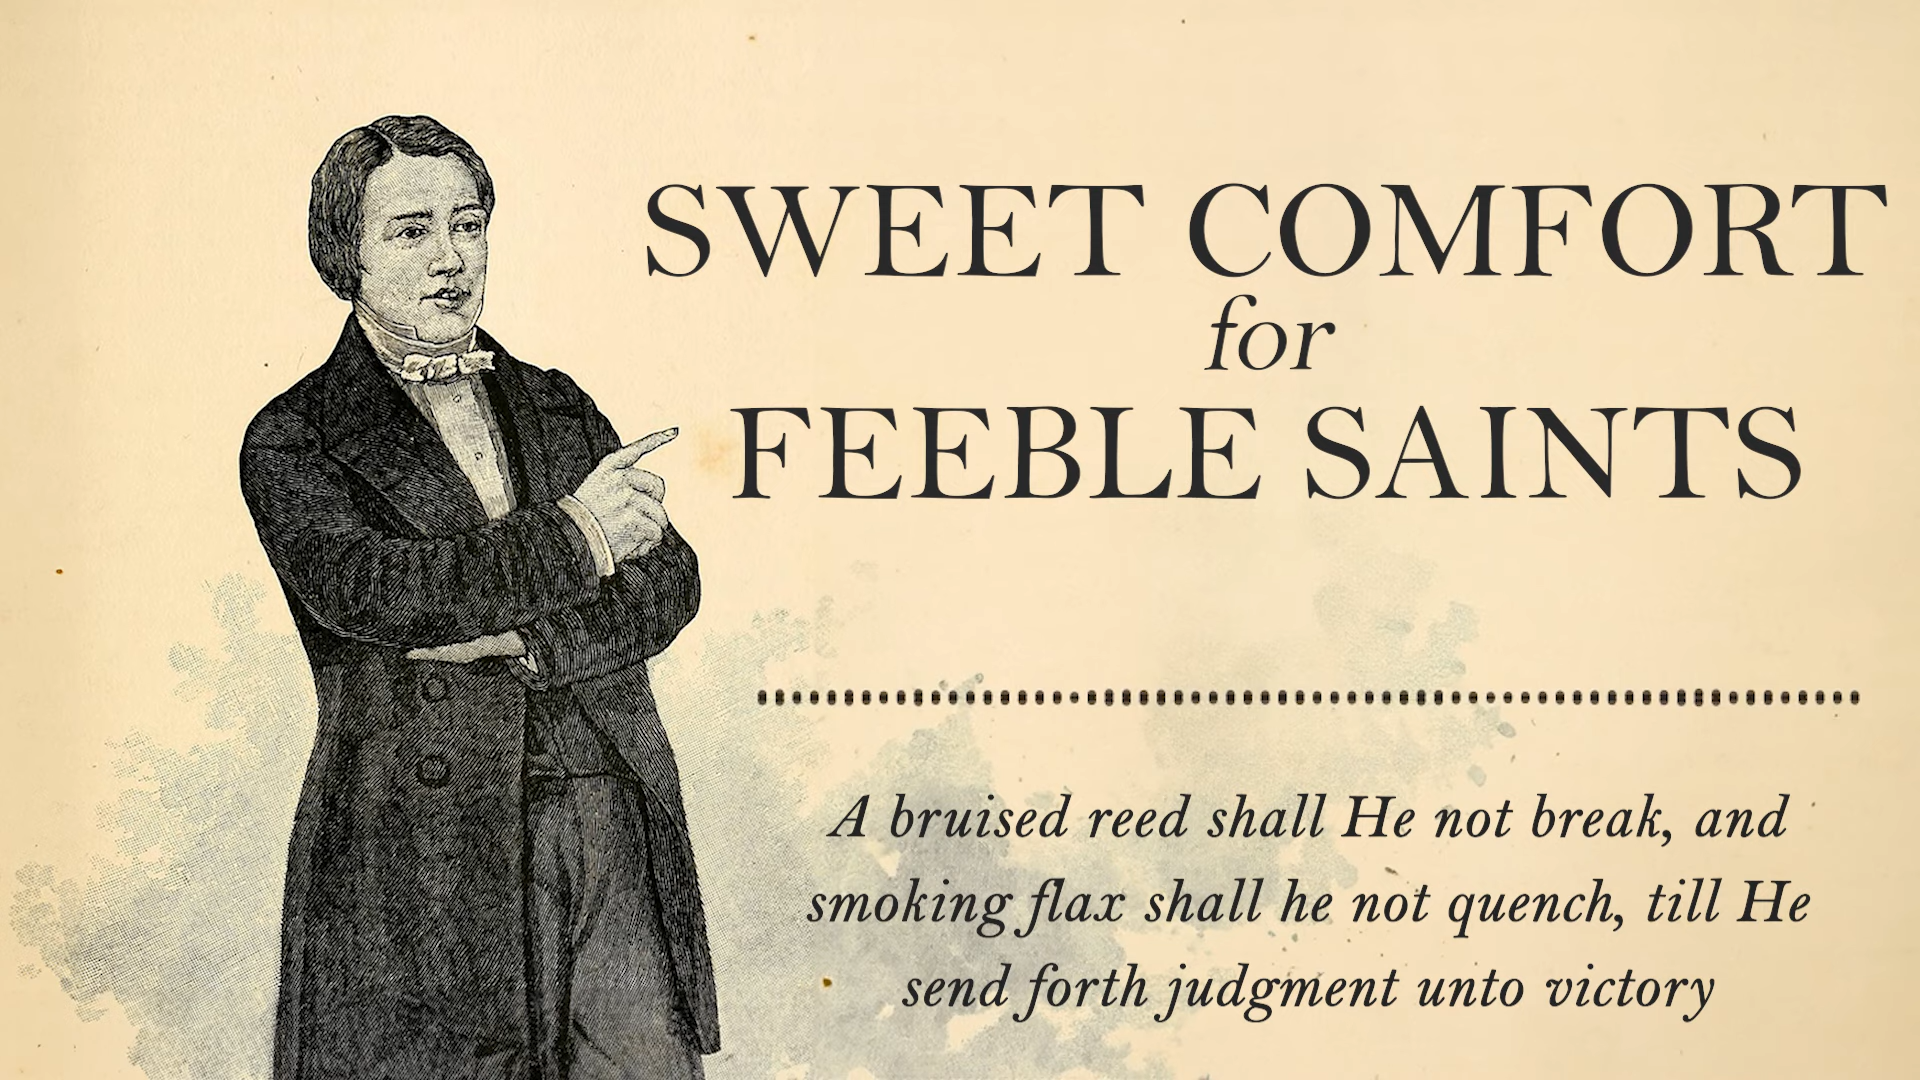 SWEET COMFORT
for
FEEBLE SAINTS
A bruised reed shall He not break, and
smoking flax shall he not quench, till He
send forth judgment unto victory